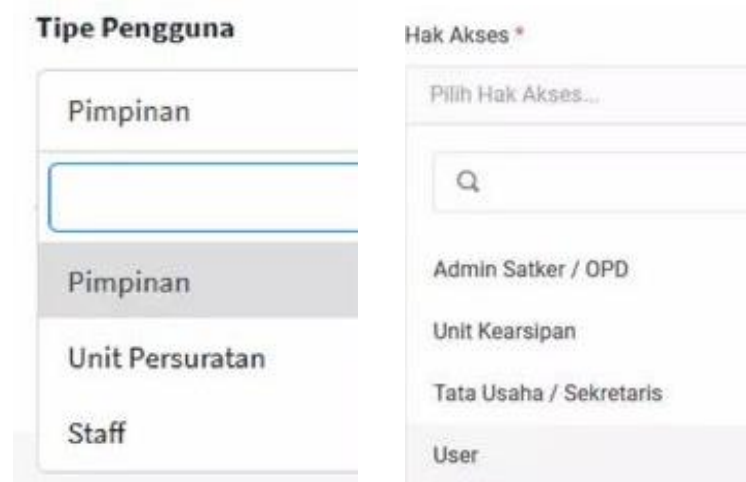 Tipe Pengguna
Pimpinan
Pimpinan
Unit Persuratan
Staff
Hak Akses *
Pilih Hak Akses...
Admin Satker / OPD
Unit Kearsipan
Tata Usaha / Sekretaris
User